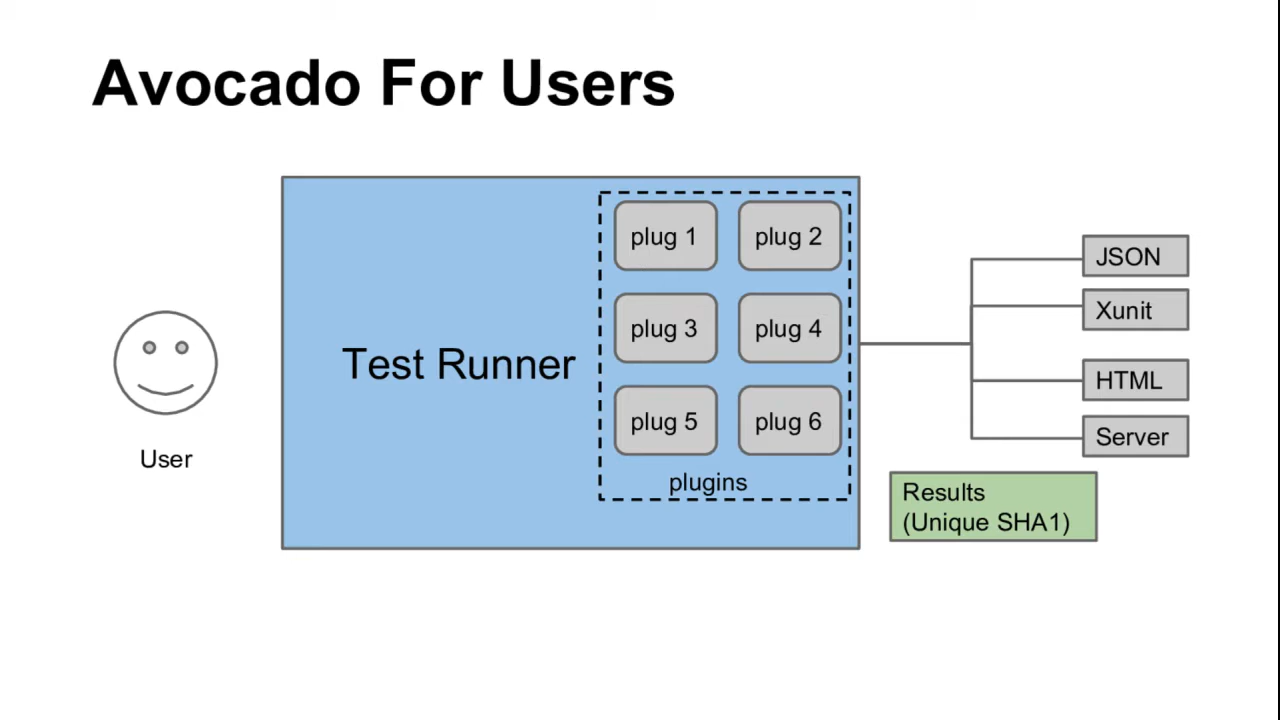 Avocado For Users
User
Test Runner
plug 1
plug 2
plug 3
plug 4
plug 5
plug 6
plugins
JSON
Xunit
HTML
Server
Results
(Unique SHA1)